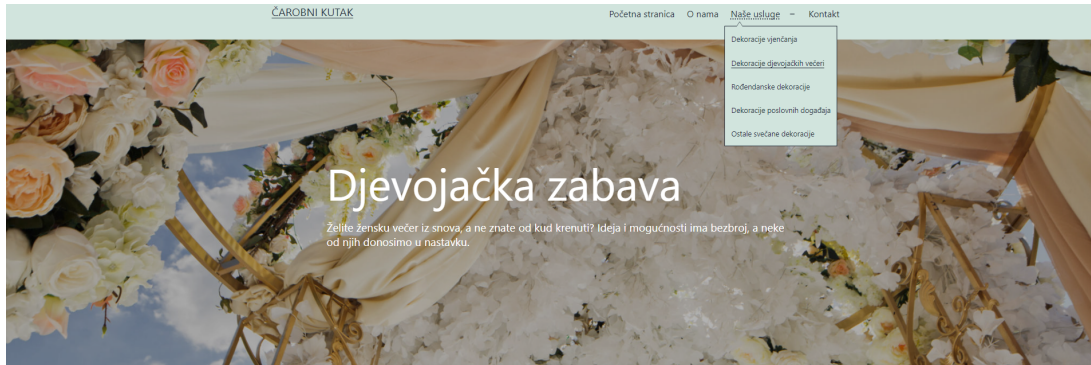 ČAROBNI KUTAK
Početna stranica O nama Naše usluge – Kontakt
Dekoracije vjenčanja
Dekoracije djevojačkih večeri
Rođendanske dekoracije
Dekoracije poslovnih događaja
Ostale svečane dekoracije
Djevojačka zabava
Želite žensku večer iz snova, a ne znate od kud krenuti? Ideja i mogućnosti ima bezbroj, a neke
od njih donosimo u nastavku.